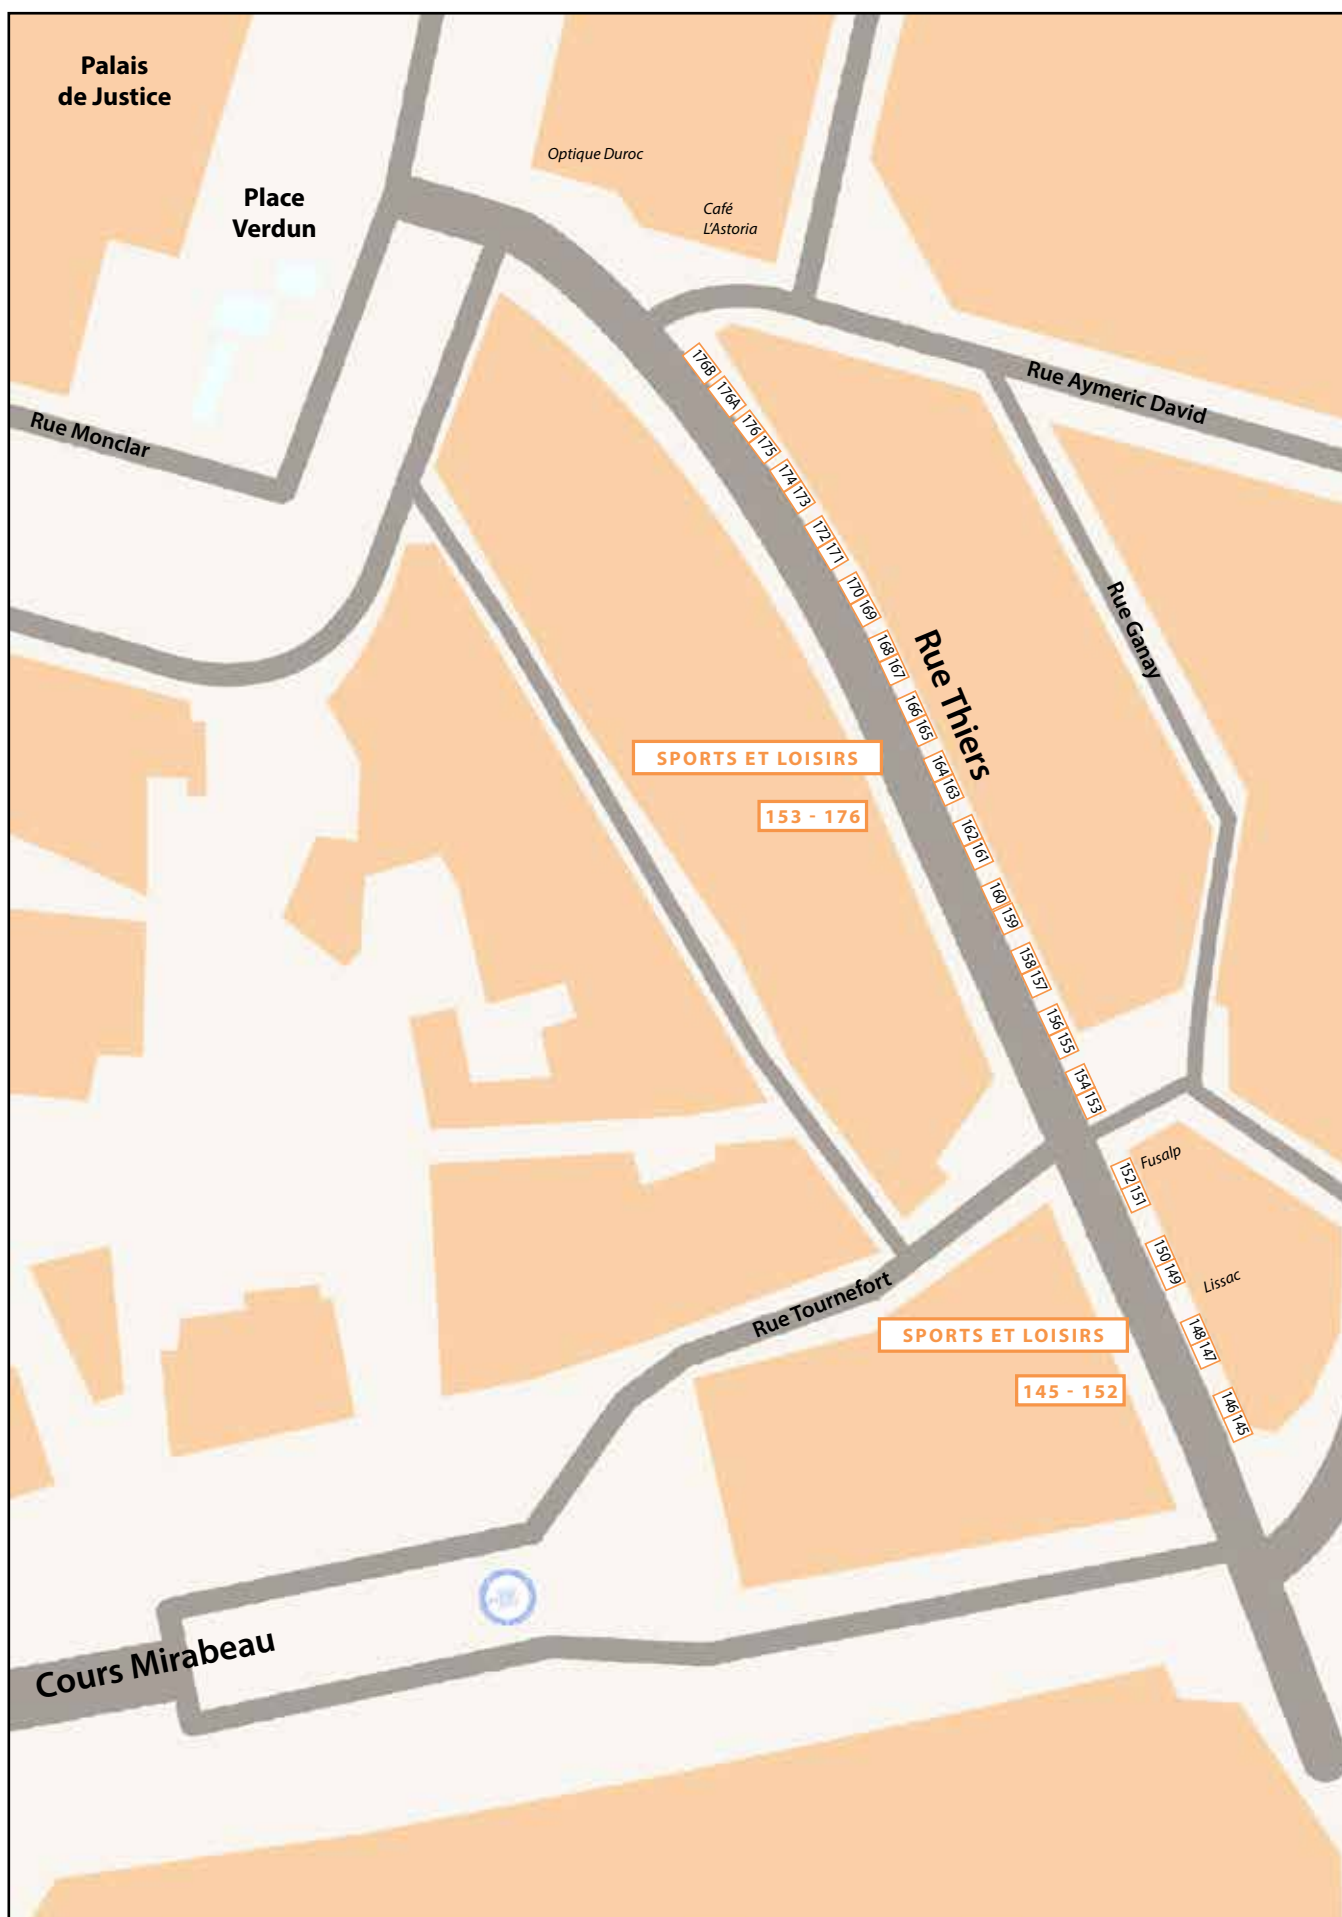 Palais
de Justice
Optique Duroc
Place
Verdun
Café
L'Astoria
176B
176A
176 175
174 173
172 171
170 169
168 167
166 165
164 163
162 161
160 159
158 157
156 155
154 153
152 151
150 149
148 147
146 145
Rue Aymeric David
Rue Monclar
Rue Ganay
Rue Thiers
SPORTS ET LOISIRS
153 - 176
Fusalp
Lissac
Rue Tournefort
SPORTS ET LOISIRS
145 - 152
Cours Mirabeau